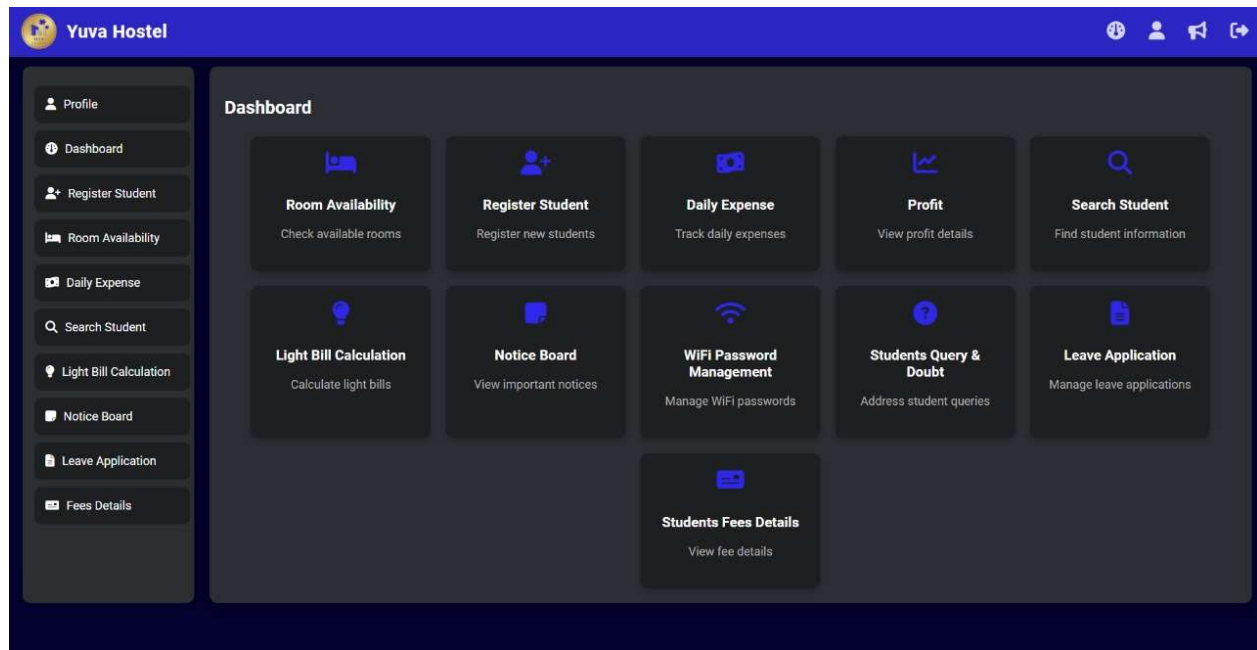 Yuva Hostel
Profile
Dashboard
Register Student
Room Availability
Daily Expense
Search Student
Light Bill Calculation
Notice Board
Leave Application
Fees Details
Dashboard
Room Availability
Check available rooms
Register Student
Register new students
Daily Expense
Track daily expenses
Profit
View profit details
Search Student
Find student information
Light Bill Calculation
Calculate light bills
Notice Board
View important notices
WiFi Password
Management
Manage WiFi passwords
Students Query &
Doubt
Address student queries
Leave Application
Manage leave applications
Students Fees Details
View fee details